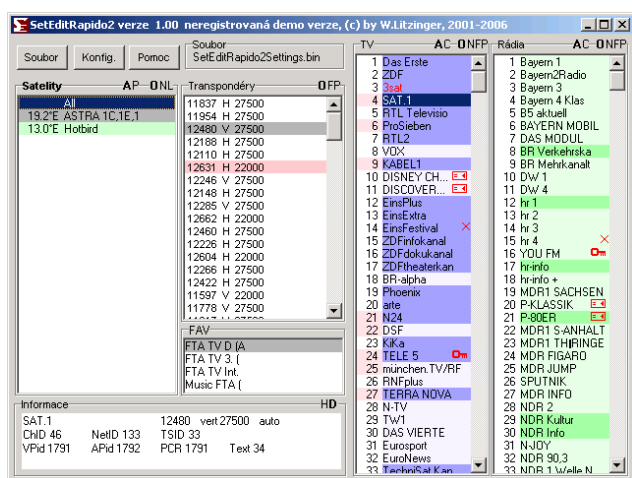 SetEditRapido2 verze 1.00 neregistrovaná demo verze, (c) by W.Litzinger, 2001-2006
Soubor
Konfig.
Pomoc
Soubor
SetEditRapido2Settings.bin
Satelity AP ONL
All
19.2°E ASTRA 1C,1E,1
13.0°E Hotbird
Transpondéry OFP
11837 H 27500
11954 H 27500
12480 V 27500
12188 H 27500
12110 H 27500
12631 H 22000
12246 V 27500
12148 H 27500
12285 V 27500
12662 H 22000
12460 H 27500
12226 H 27500
12604 H 22000
12266 H 27500
12422 H 27500
11597 V 22000
11778 V 27500
FAV
FTA TV D (A
FTA TV 3. (
FTA TV Int.
Music FTA (
Informace HD
SAT.1 12480 vert 27500 auto
ChID 46 NetID 133 TSID 33
VPid 1791 APid 1792 PCR 1791 Text 34
TV AC ONFP
1 Das Erste
2 ZDF
3 3sat
4 SAT.1
5 RTL Televisio
6 ProSieben
7 RTL2
8 VOX
9 KABEL1
10 DISNEY CH...
11 DISCOVER...
12 EinsPlus
13 EinsExtra
14 EinsFestival
15 ZDFinfokanal
16 ZDFdokukanal
17 ZDFtheaterkan
18 BR-alpha
19 Phoenix
20 arte
21 N24
22 DSF
23 KiKa
24 TELE 5
25 münchen.TV/RF
26 RNFplus
27 TERRA NOVA
28 N-TV
29 TW1
30 DAS VIERTE
31 Eurosport
32 EuroNews
33 TechniSat Kan
Rádia AC ONFP
1 Bayern 1
2 Bayern2Radio
3 Bayern 3
4 Bayern 4 Klas
5 B5 aktuell
6 BAYERN MOBIL
7 DAS MODUL
8 BR Verkehrska
9 BR Mehrkanalt
10 DW 1
11 DW 4
12 hr 1
13 hr 2
14 hr 3
15 hr 4
16 YOU FM
17 hr-info
18 hr-info +
19 MDR1 SACHSEN
20 P-KLASSIK
21 P-80ER
22 MDR1 S-ANHALT
23 MDR1 THÜRINGE
24 MDR FIGARO
25 MDR JUMP
26 SPUTNIK
27 MDR INFO
28 NDR 2
29 NDR Kultur
30 NDR Info
31 N-JOY
32 NDR 90,3
33 NDR 1 Welle N